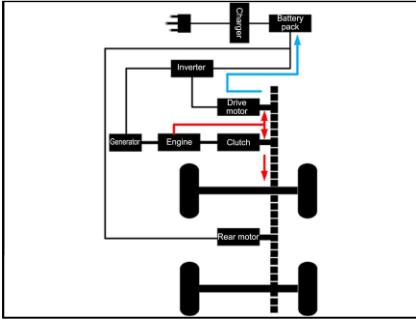 Charger
Battery
pack
Inverter
Drive
motor
Generator
Engine
Clutch
Rear motor